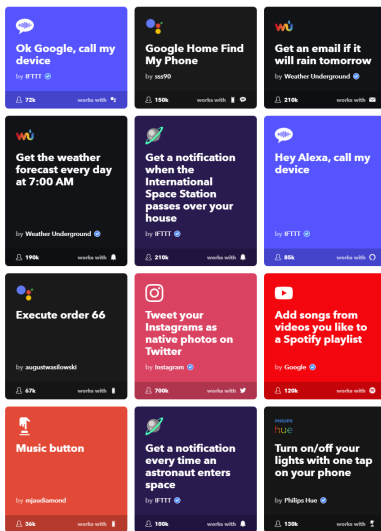 Ok Google, call my
device
by IFTTT
72k works with
Google Home Find
My Phone
by sss90
150k works with
Get an email if it
will rain tomorrow
by Weather Underground
210k works with
Get the weather
forecast every day
at 7:00 AM
by Weather Underground
190k works with
Get a notification
when the
International
Space Station
passes over your
house
by IFTTT
210k works with
Hey Alexa, call my
device
by IFTTT
85k works with
Execute order 66
by augustwasilowski
67k works with
Tweet your
Instagrams as
native photos on
Twitter
by Instagram
700k works with
Add songs from
videos you like to
a Spotify playlist
by Google
120k works with
Music button
by mjaudiamond
36k works with
Get a notification
every time an
astronaut enters
space
by IFTTT
100k works with
PHILIPS
hue
Turn on/off your
lights with one tap
on your phone
by Philips Hue
130k works with